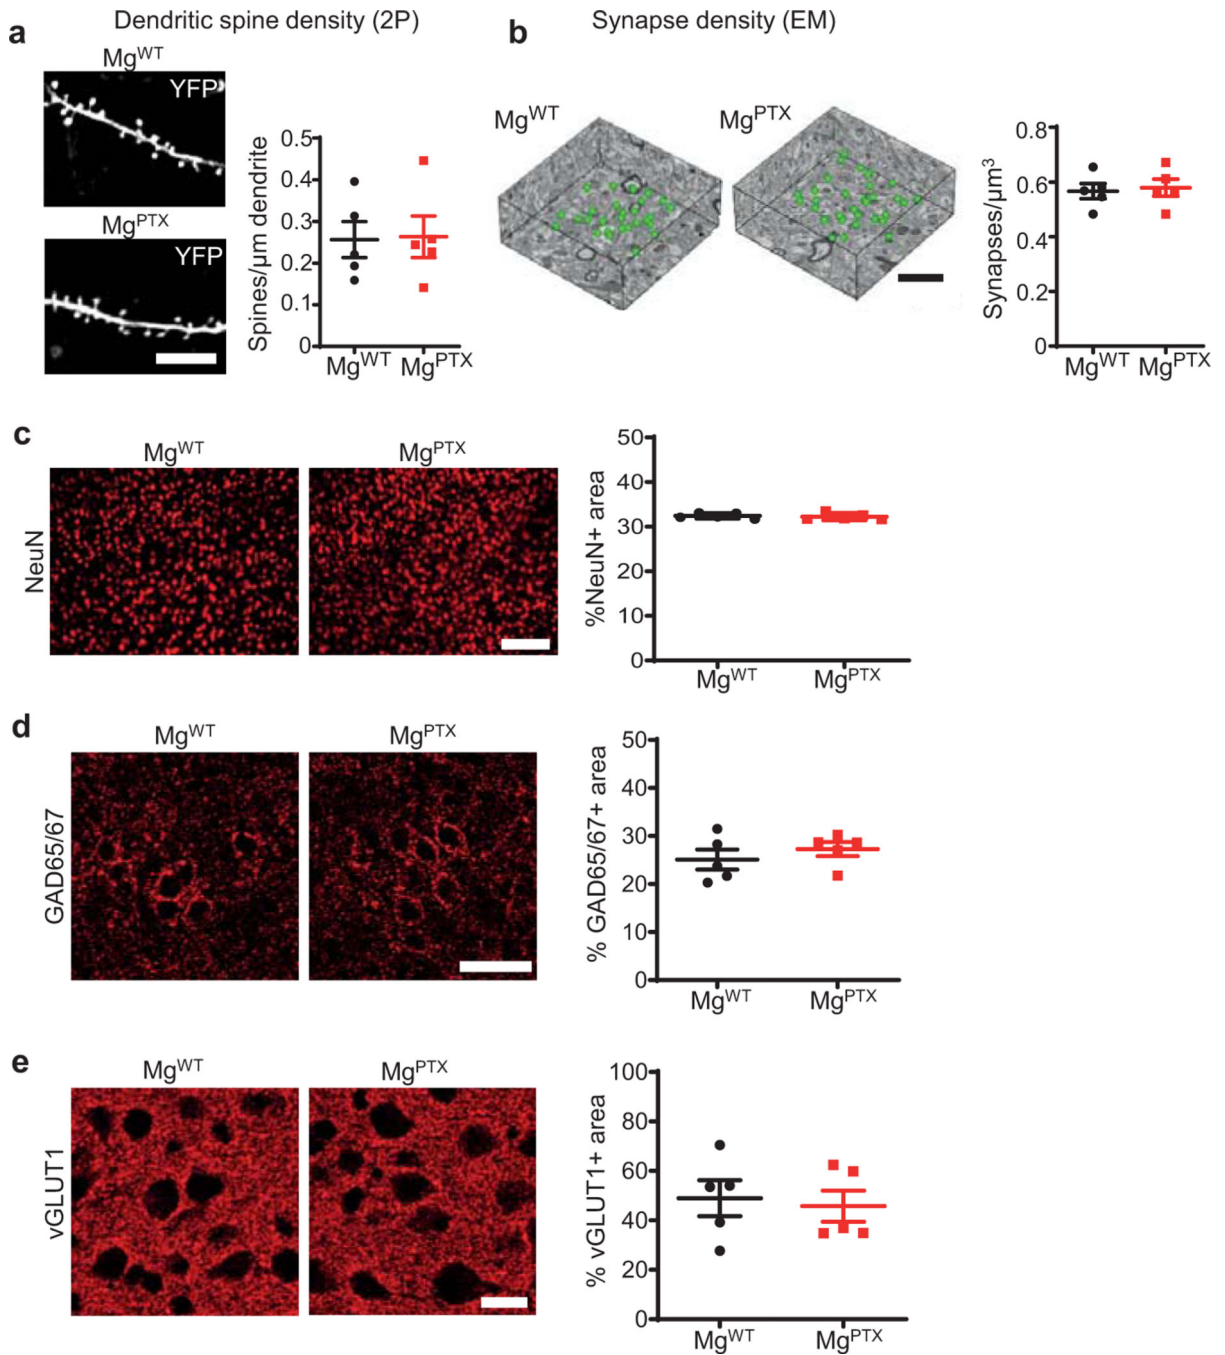 a
Dendritic spine density (2P)
Mg^WT
YFP
Mg^PTX
YFP
Spines/μm dendrite
0.5
0.4
0.3
0.2
0.1
0
Mg^WT Mg^PTX
b
Synapse density (EM)
Mg^WT
Mg^PTX
Synapses/μm³
0.8
0.6
0.4
0.2
0
Mg^WT Mg^PTX
c
Mg^WT
Mg^PTX
NeuN
%NeuN+ area
50
40
30
20
10
0
Mg^WT Mg^PTX
d
Mg^WT
Mg^PTX
GAD65/67
% GAD65/67+ area
50
40
30
20
10
0
Mg^WT Mg^PTX
e
Mg^WT
Mg^PTX
vGLUT1
% vGLUT1+ area
100
80
60
40
20
0
Mg^WT Mg^PTX